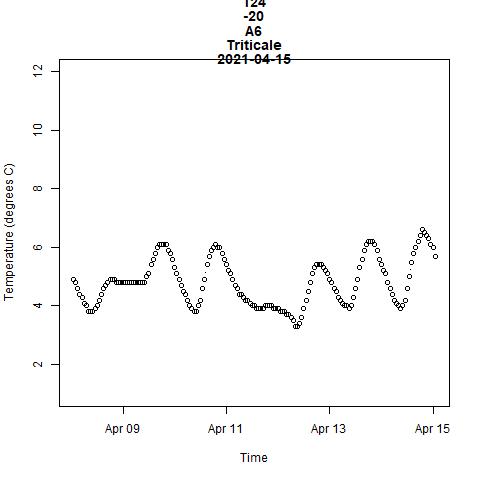 124
-20
A6
Triticale
2021-04-15
Temperature (degrees C)
12
10
8
6
4
2
Apr 09
Apr 11
Apr 13
Apr 15
Time